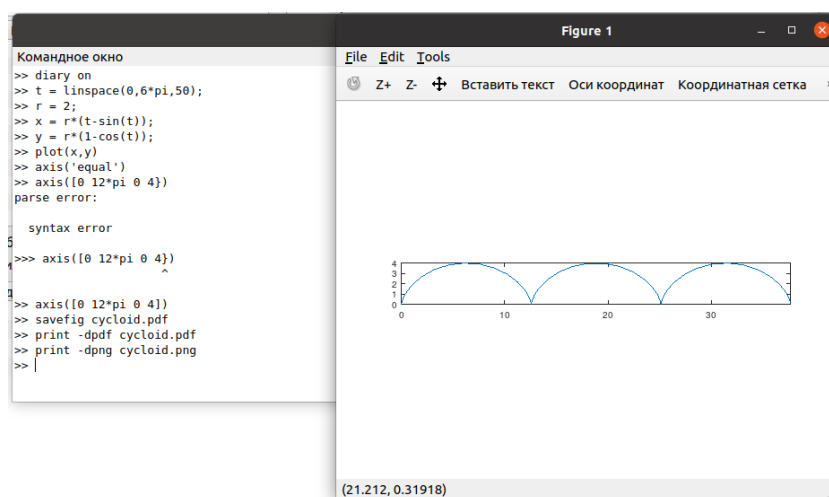 Командное окно
>> diary on
>> t = linspace(0,6*pi,50);
>> r = 2;
>> x = r*(t-sin(t));
>> y = r*(1-cos(t));
>> plot(x,y)
>> axis('equal')
>> axis([0 12*pi 0 4})
parse error:
syntax error
>>> axis([0 12*pi 0 4})
^
>> axis([0 12*pi 0 4])
>> savefig cycloid.pdf
>> print -dpdf cycloid.pdf
>> print -dpng cycloid.png
>>
Figure 1
File Edit Tools
Z+ Z- Вставить текст Оси координат Координатная сетка
4
3
2
1
0
0 10 20 30
(21.212, 0.31918)